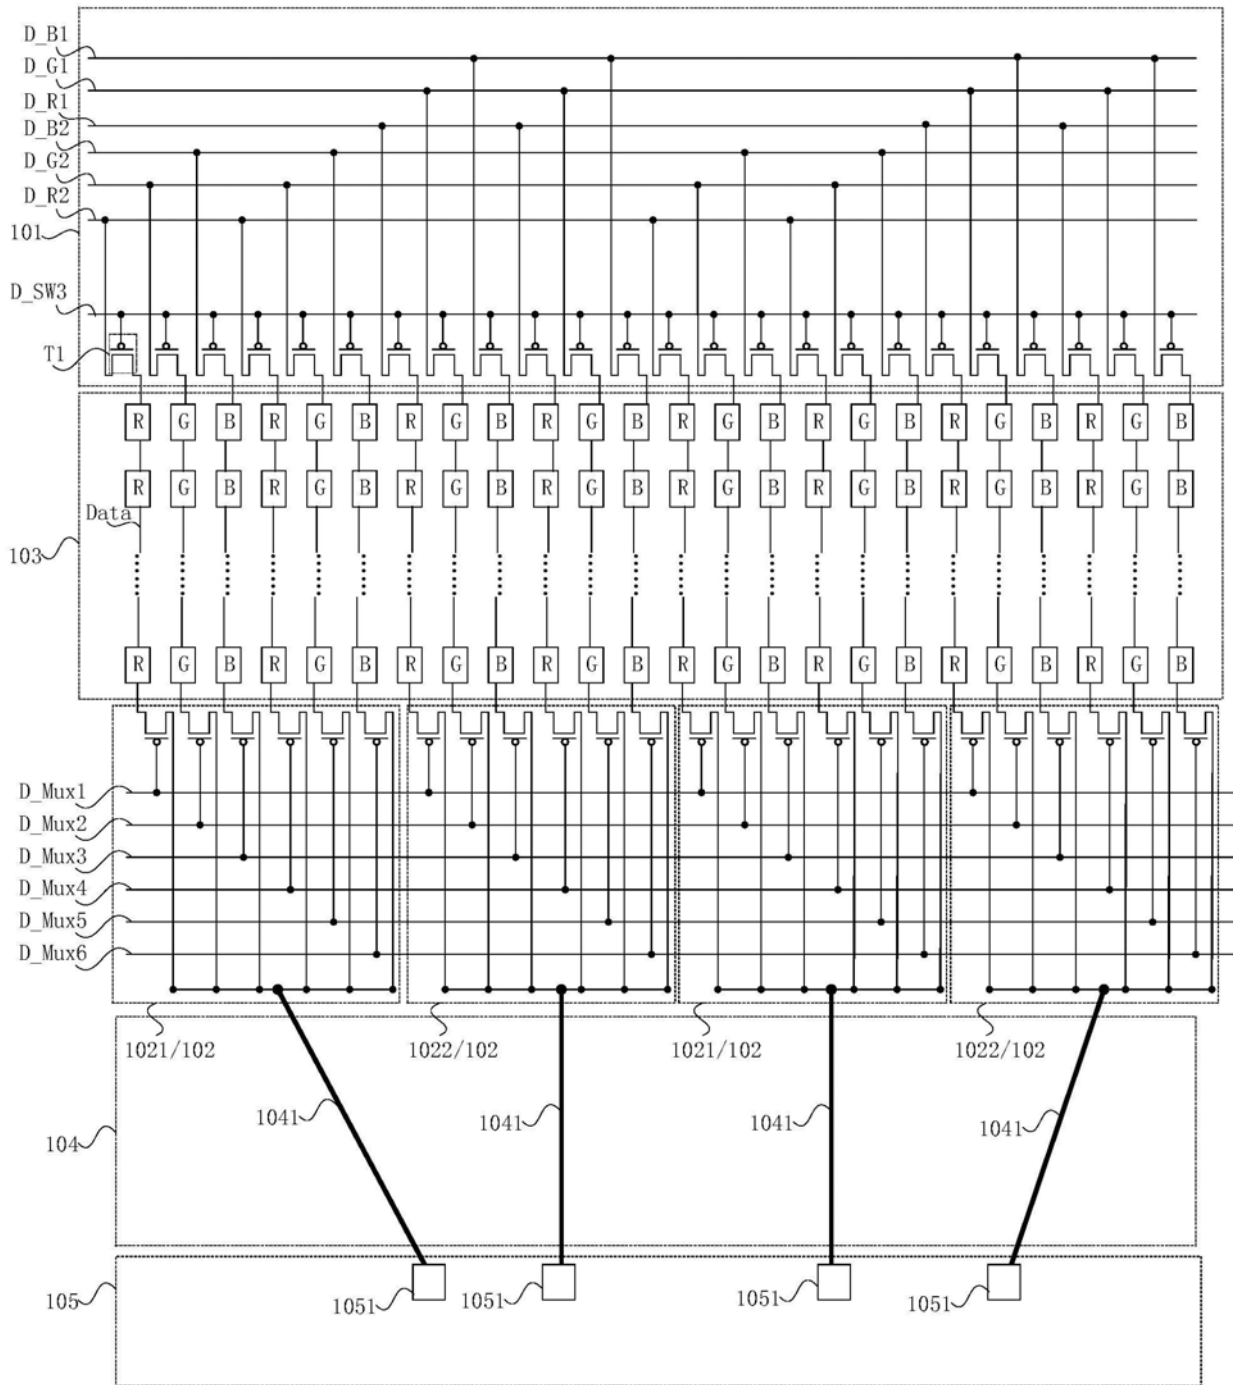 D_B1
D_G1
D_R1
D_B2
D_G2
D_R2
101
D_SW3
T1
R G B R G B R G B R G B R G B R G B R G B R G B
R G B R G B R G B R G B R G B R G B R G B R G B
Data
103
R G B R G B R G B R G B R G B R G B R G B R G B
D_Mux1
D_Mux2
D_Mux3
D_Mux4
D_Mux5
D_Mux6
1021/102 1022/102 1021/102 1022/102
1041 1041 1041 1041
104
105 1051 1051 1051 1051